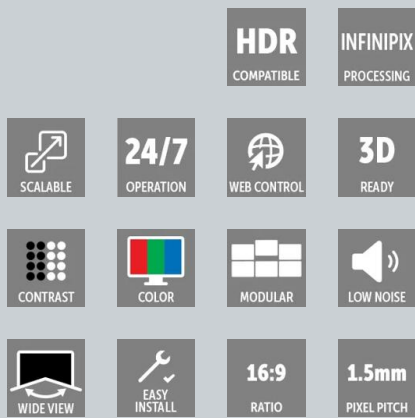 HDR
COMPATIBLE
INFINIPIX
PROCESSING
SCALABLE
24/7
OPERATION
WEB CONTROL
3D
READY
CONTRAST
COLOR
MODULAR
LOW NOISE
WIDE VIEW
EASY
INSTALL
16:9
RATIO
1.5mm
PIXEL PITCH